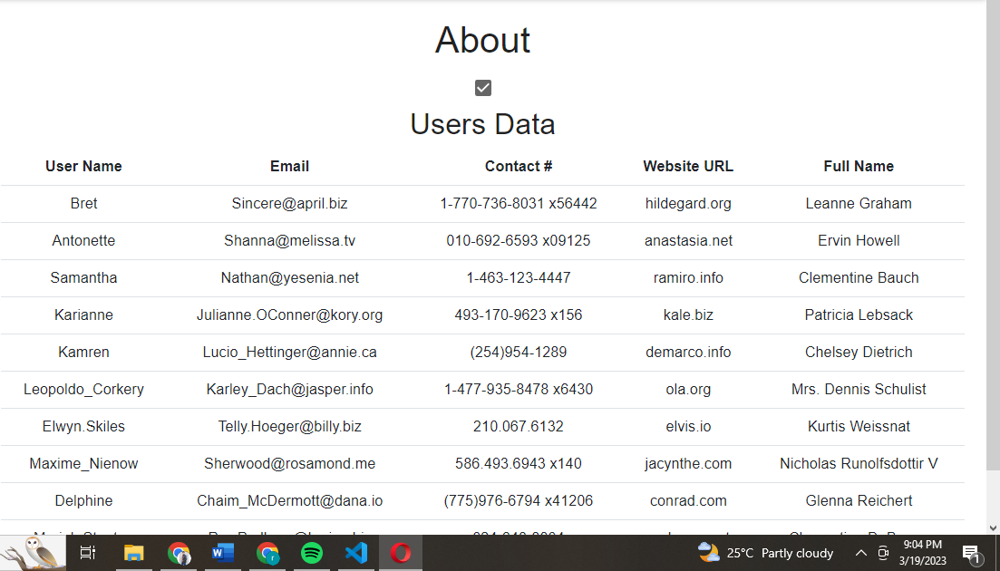 About
Users Data
User Name Email Contact # Website URL Full Name
Bret Sincere@april.biz 1-770-736-8031 x56442 hildegard.org Leanne Graham
Antonette Shanna@melissa.tv 010-692-6593 x09125 anastasia.net Ervin Howell
Samantha Nathan@yesenia.net 1-463-123-4447 ramiro.info Clementine Bauch
Karianne Julianne.OConner@kory.org 493-170-9623 x156 kale.biz Patricia Lebsack
Kamren Lucio_Hettinger@annie.ca (254)954-1289 demarco.info Chelsey Dietrich
Leopoldo_Corkery Karley_Dach@jasper.info 1-477-935-8478 x6430 ola.org Mrs. Dennis Schulist
Elwyn.Skiles Telly.Hoeger@billy.biz 210.067.6132 elvis.io Kurtis Weissnat
Maxime_Nienow Sherwood@rosamond.me 586.493.6943 x140 jacynthe.com Nicholas Runolfsdottir V
Delphine Chaim_McDermott@dana.io (775)976-6794 x41206 conrad.com Glenna Reichert
25°C Partly cloudy
9:04 PM
3/19/2023
1